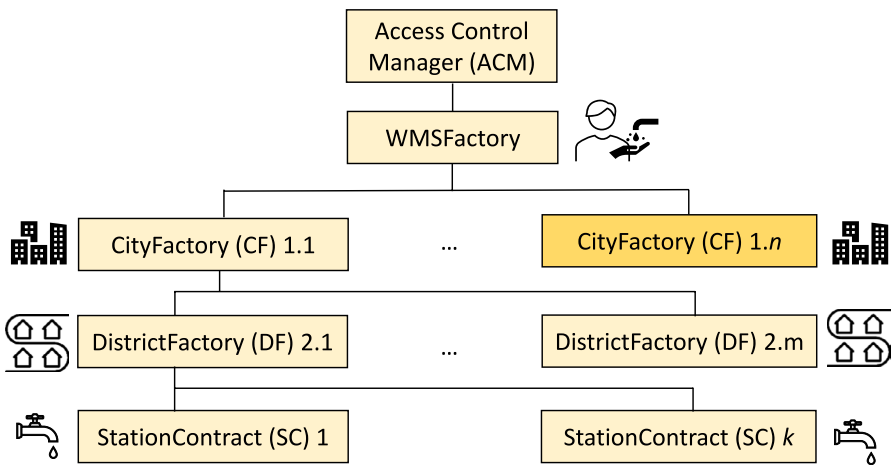 Access Control
Manager (ACM)
WMSFactory
CityFactory (CF) 1.1
...
CityFactory (CF) 1.n
DistrictFactory (DF) 2.1
...
DistrictFactory (DF) 2.m
StationContract (SC) 1
StationContract (SC) k